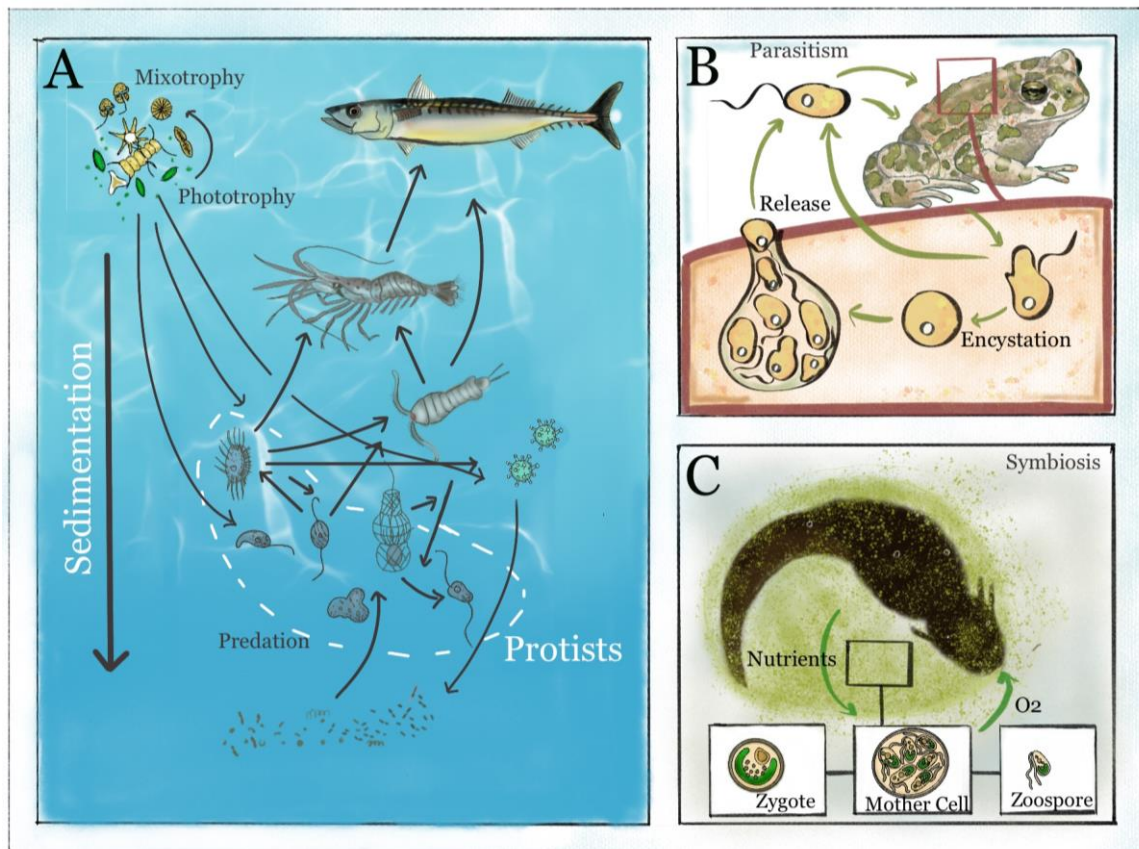 A
Mixotrophy
Phototrophy
Sedimentation
Predation
Protists
B
Parasitism
Release
Encystation
C
Symbiosis
Nutrients
O2
Zygote
Mother Cell
Zoospore